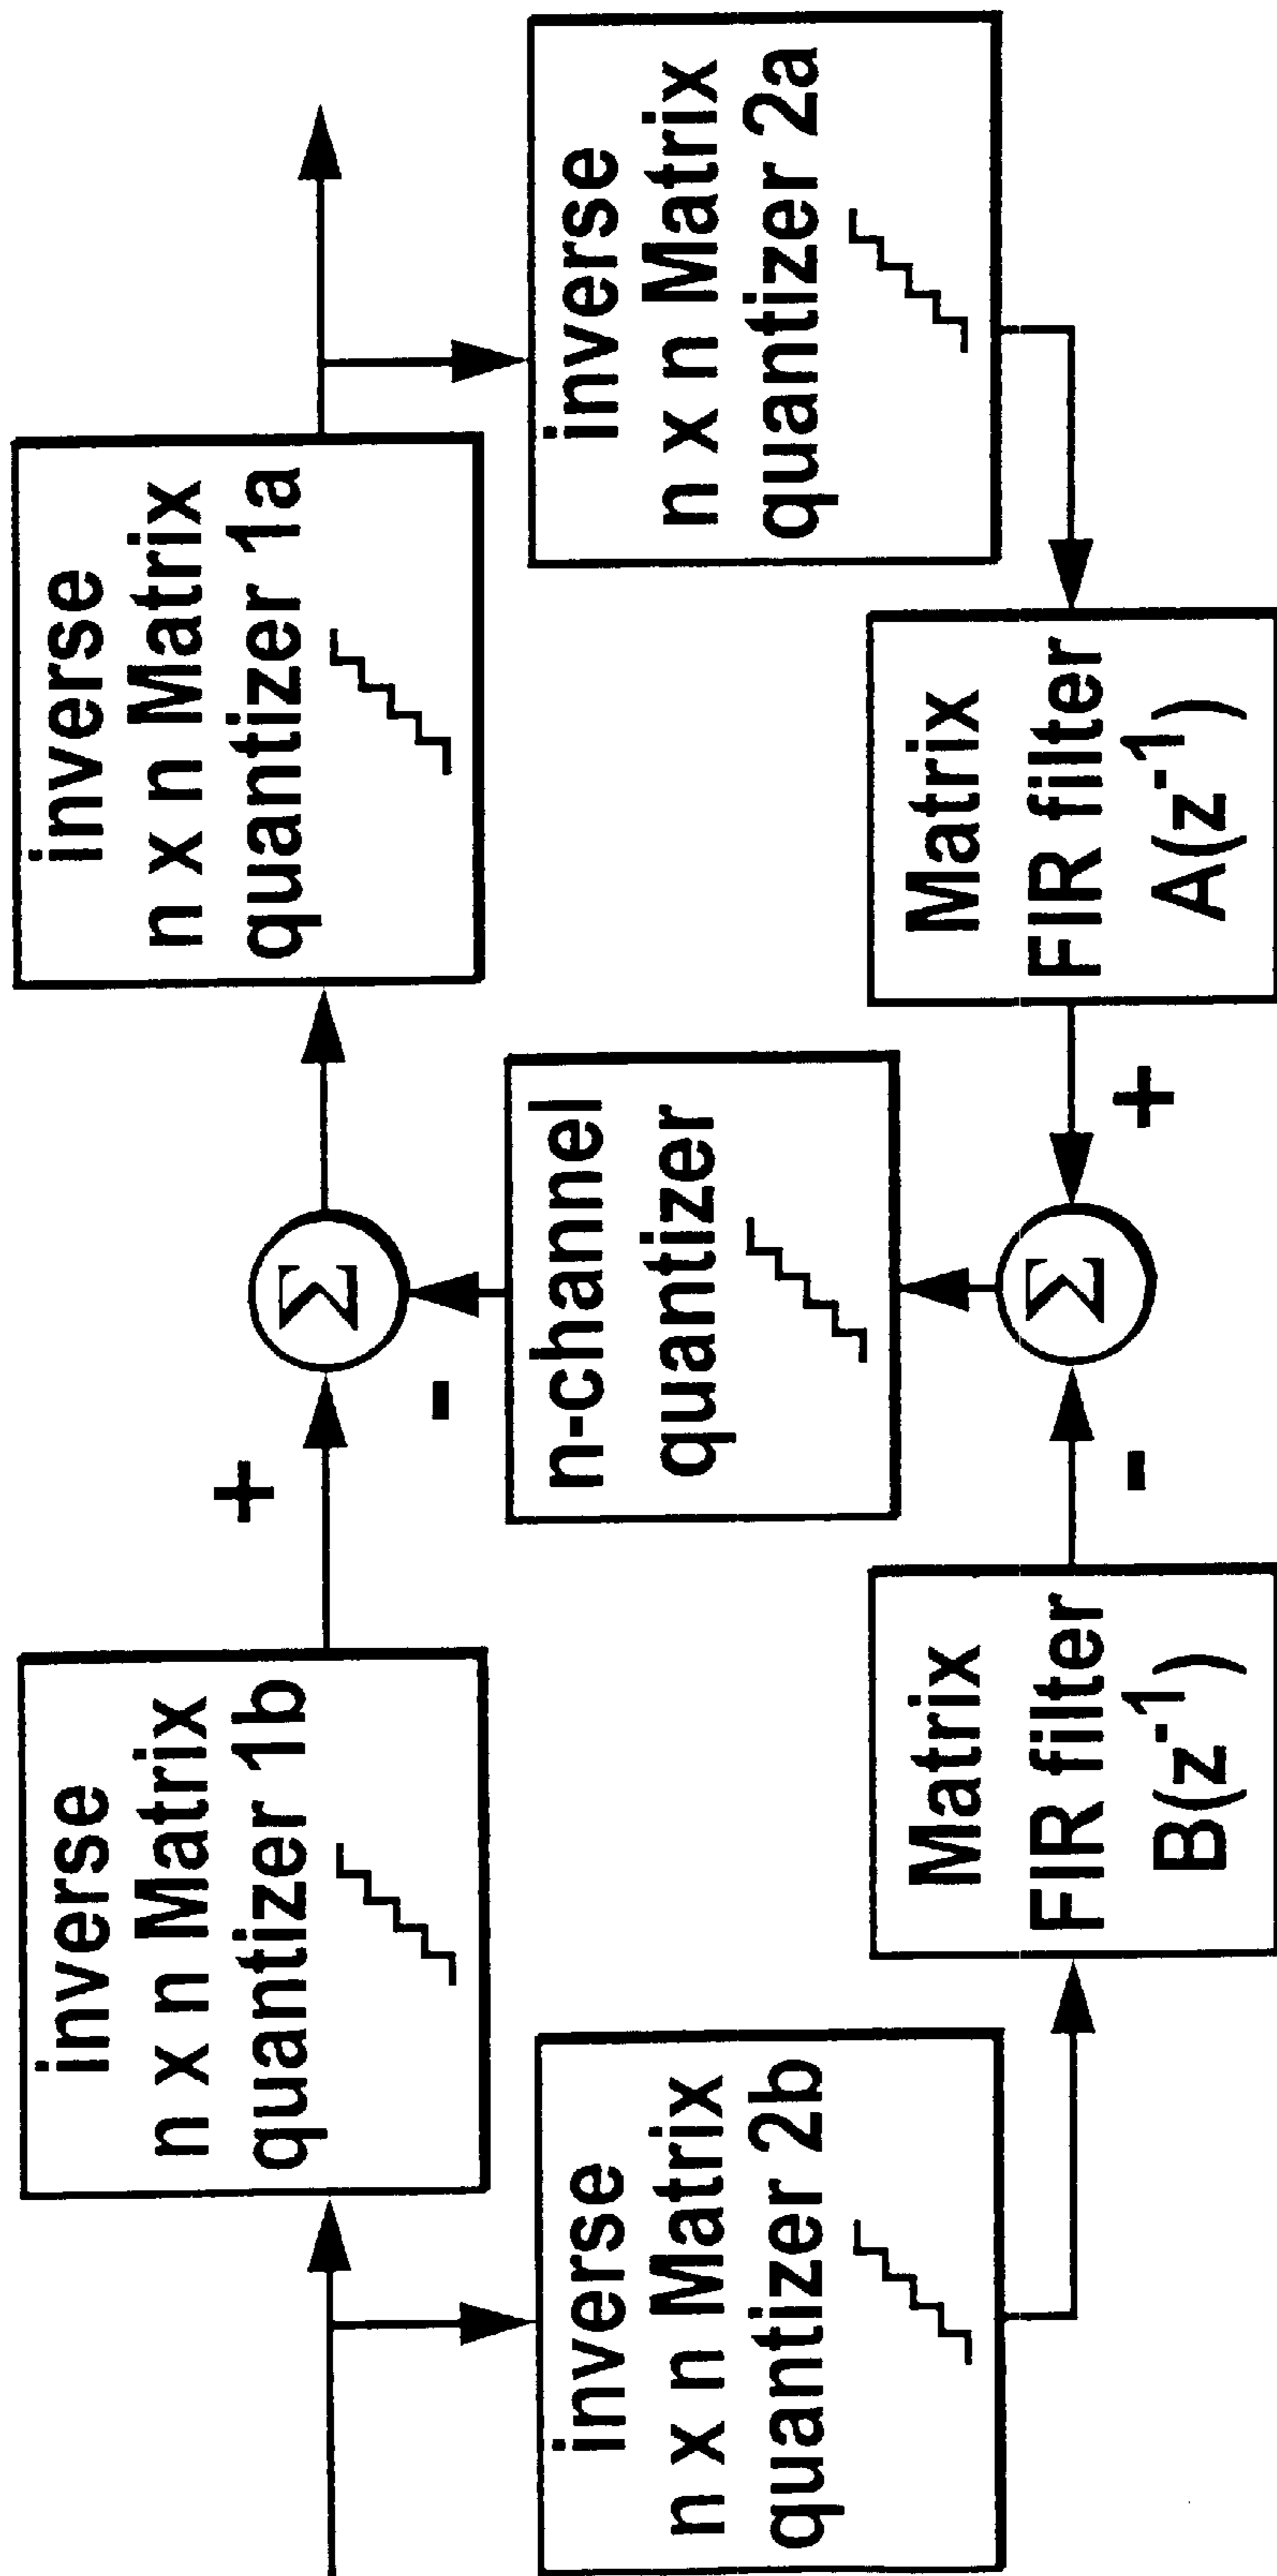 inverse
n x n Matrix
quantizer 1b
+
Σ
-
inverse
n x n Matrix
quantizer 1a
inverse
n x n Matrix
quantizer 2b
n-channel
quantizer
inverse
n x n Matrix
quantizer 2a
Matrix
FIR filter
B(z⁻¹)
-
Σ
+
Matrix
FIR filter
A(z⁻¹)